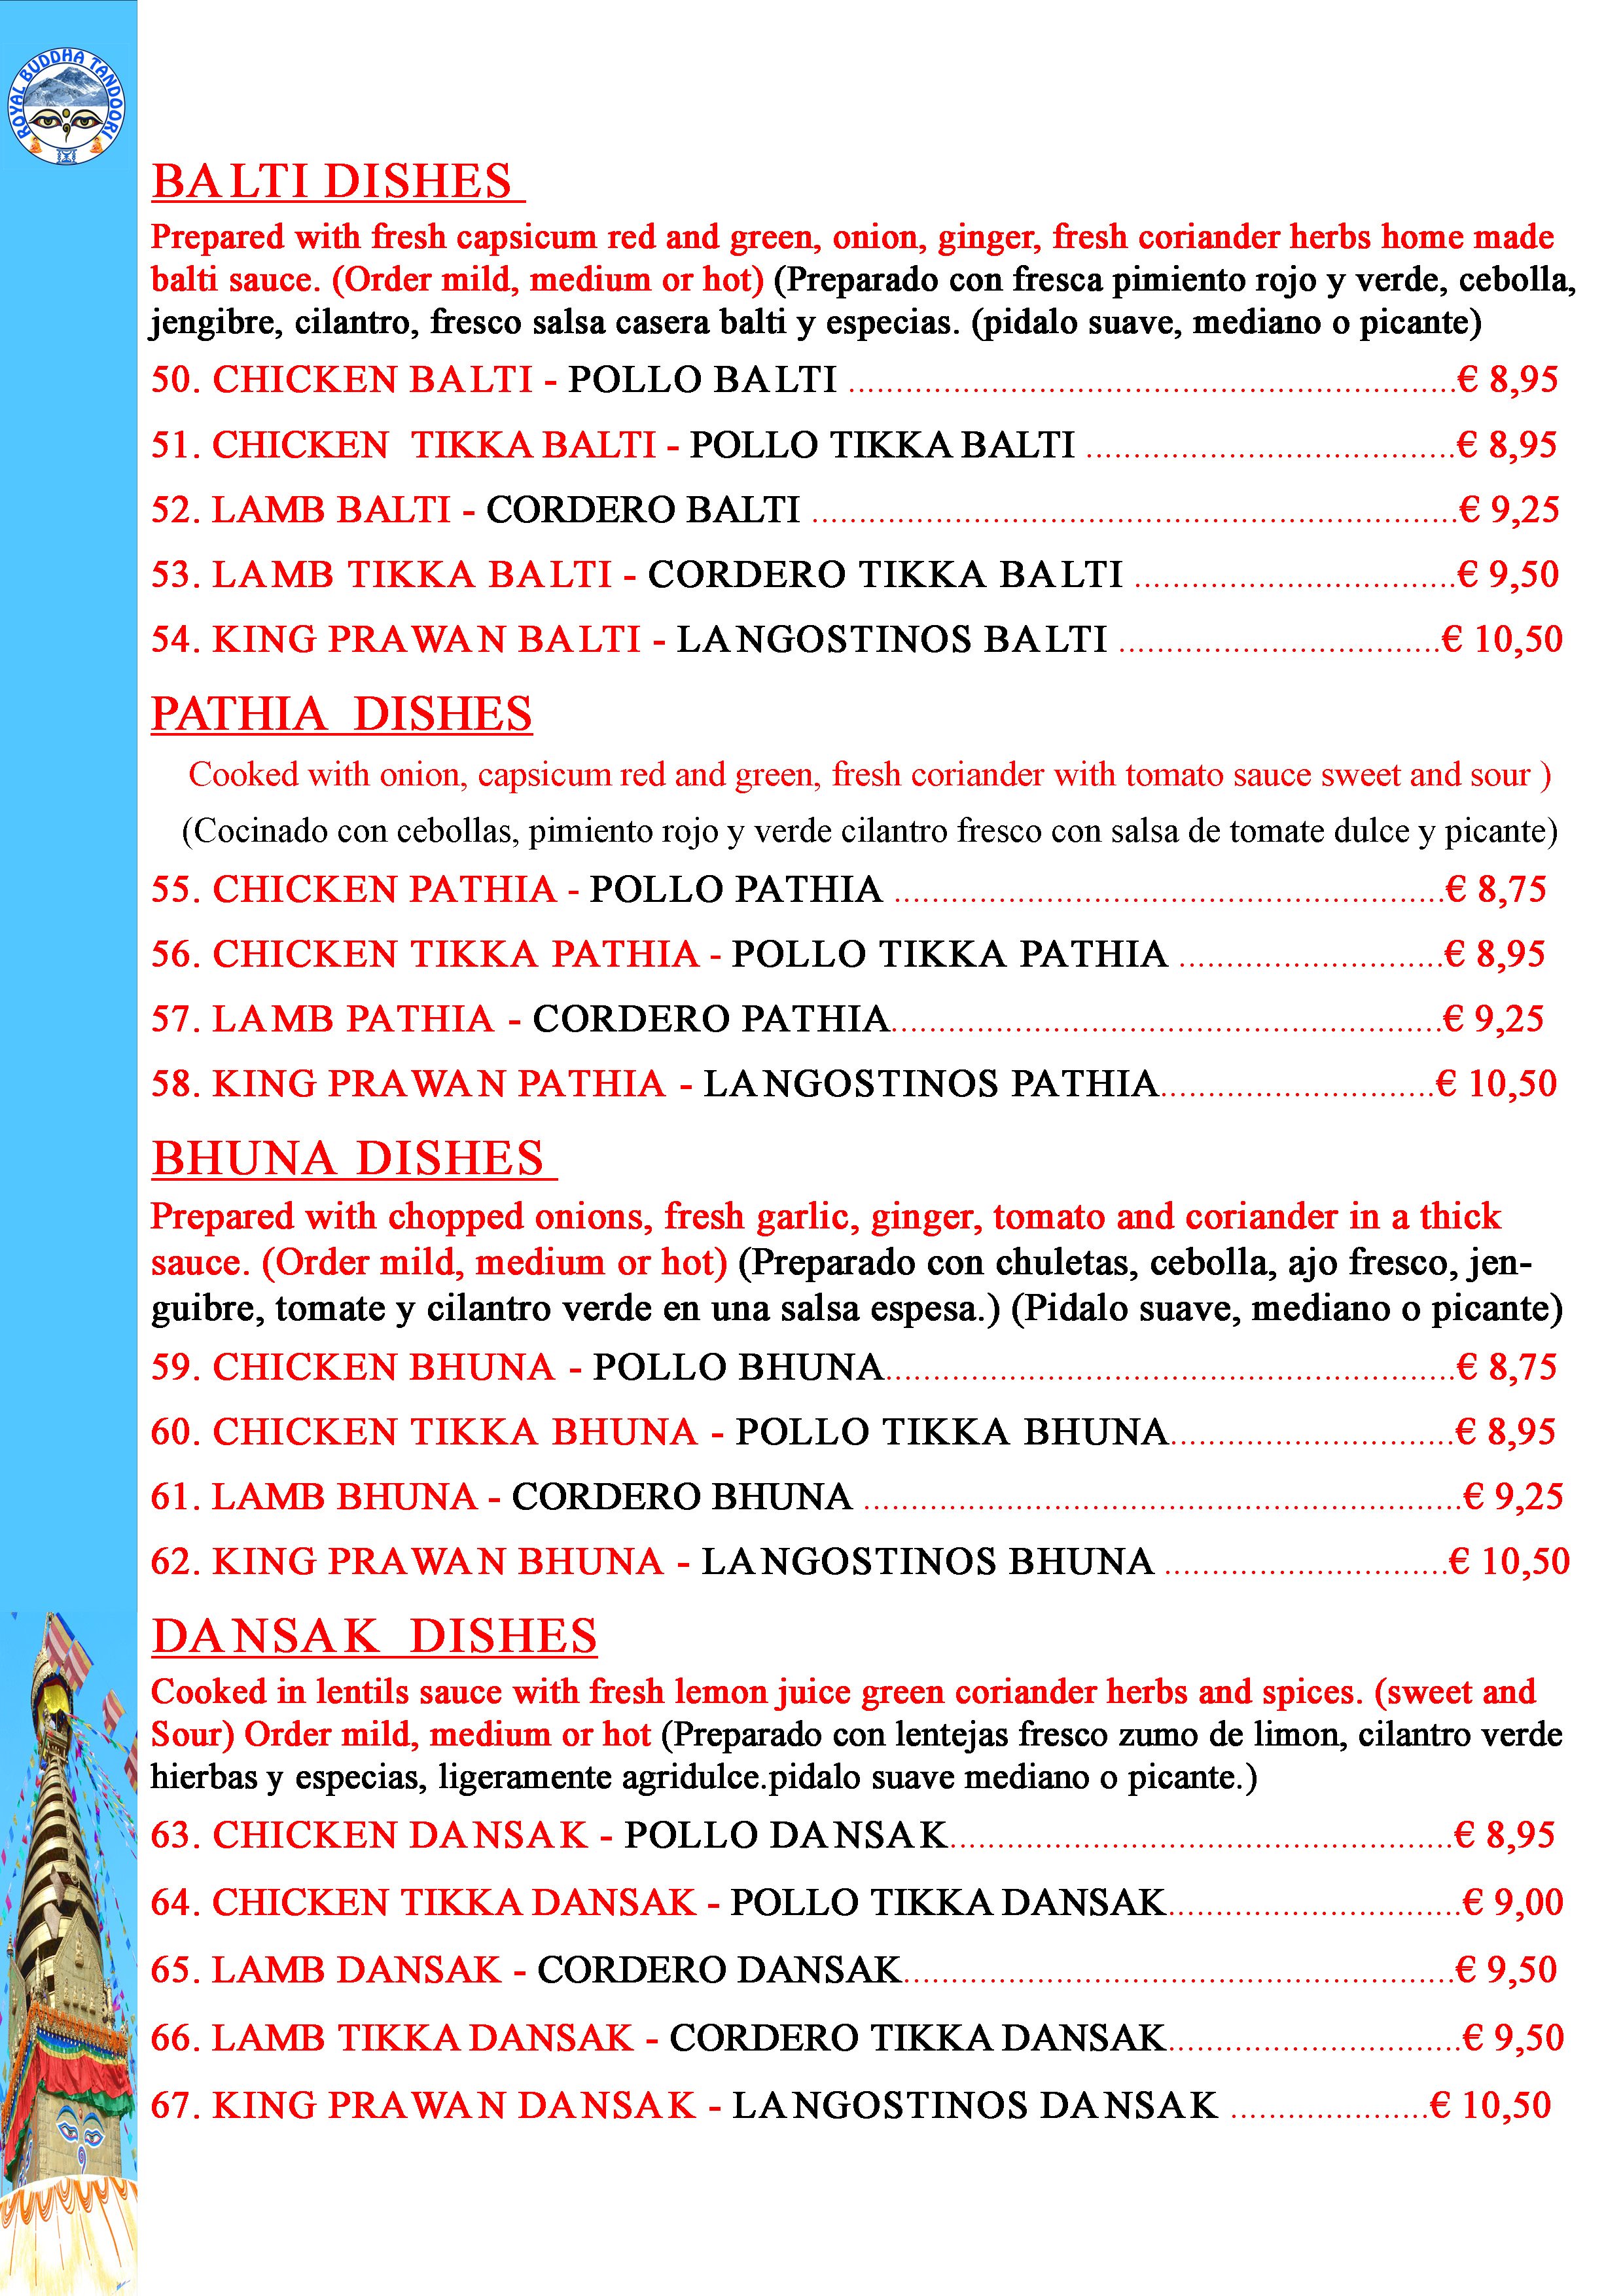 ROYAL BUDDHA TANDOORI
BALTI DISHES
Prepared with fresh capsicum red and green, onion, ginger, fresh coriander herbs home made
balti sauce. (Order mild, medium or hot) (Preparado con fresca pimiento rojo y verde, cebolla,
jengibre, cilantro, fresco salsa casera balti y especias. (pidalo suave, mediano o picante)
50. CHICKEN BALTI - POLLO BALTI ................................................................€ 8,95
51. CHICKEN TIKKA BALTI - POLLO TIKKA BALTI .......................................€ 8,95
52. LAMB BALTI - CORDERO BALTI ....................................................................€ 9,25
53. LAMB TIKKA BALTI - CORDERO TIKKA BALTI ..................................€ 9,50
54. KING PRAWAN BALTI - LANGOSTINOS BALTI ..................................€ 10,50
PATHIA DISHES
Cooked with onion, capsicum red and green, fresh coriander with tomato sauce sweet and sour )
(Cocinado con cebollas, pimiento rojo y verde cilantro fresco con salsa de tomate dulce y picante)
55. CHICKEN PATHIA - POLLO PATHIA ..........................................................€ 8,75
56. CHICKEN TIKKA PATHIA - POLLO TIKKA PATHIA ............................€ 8,95
57. LAMB PATHIA - CORDERO PATHIA..........................................................€ 9,25
58. KING PRAWAN PATHIA - LANGOSTINOS PATHIA.............................€ 10,50
BHUNA DISHES
Prepared with chopped onions, fresh garlic, ginger, tomato and coriander in a thick
sauce. (Order mild, medium or hot) (Preparado con chuletas, cebolla, ajo fresco, jen-
guibre, tomate y cilantro verde en una salsa espesa.) (Pidalo suave, mediano o picante)
59. CHICKEN BHUNA - POLLO BHUNA............................................................€ 8,75
60. CHICKEN TIKKA BHUNA - POLLO TIKKA BHUNA..............................€ 8,95
61. LAMB BHUNA - CORDERO BHUNA ...............................................................€ 9,25
62. KING PRAWAN BHUNA - LANGOSTINOS BHUNA ..............................€ 10,50
DANSAK DISHES
Cooked in lentils sauce with fresh lemon juice green coriander herbs and spices. (sweet and
Sour) Order mild, medium or hot (Preparado con lentejas fresco zumo de limon, cilantro verde
hierbas y especias, ligeramente agridulce.pidalo suave mediano o picante.)
63. CHICKEN DANSAK - POLLO DANSAK.....................................................€ 8,95
64. CHICKEN TIKKA DANSAK - POLLO TIKKA DANSAK...............................€ 9,00
65. LAMB DANSAK - CORDERO DANSAK..........................................................€ 9,50
66. LAMB TIKKA DANSAK - CORDERO TIKKA DANSAK...............................€ 9,50
67. KING PRAWAN DANSAK - LANGOSTINOS DANSAK .....................€ 10,50